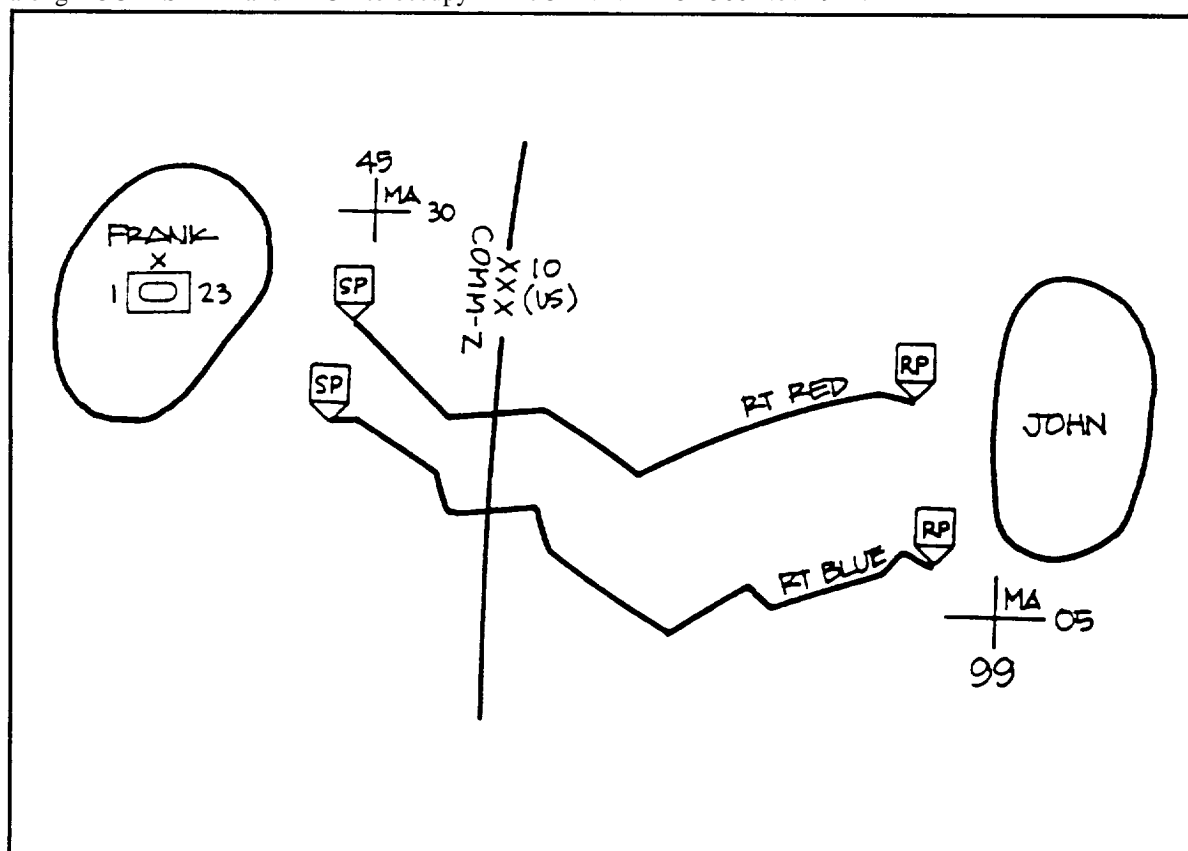 45
MA 30
FRANK
X
1 23
SP
COMM-Z
XXX
10
(US)
SP
RT RED
RP
JOHN
RT BLUE
RP
MA 05
99